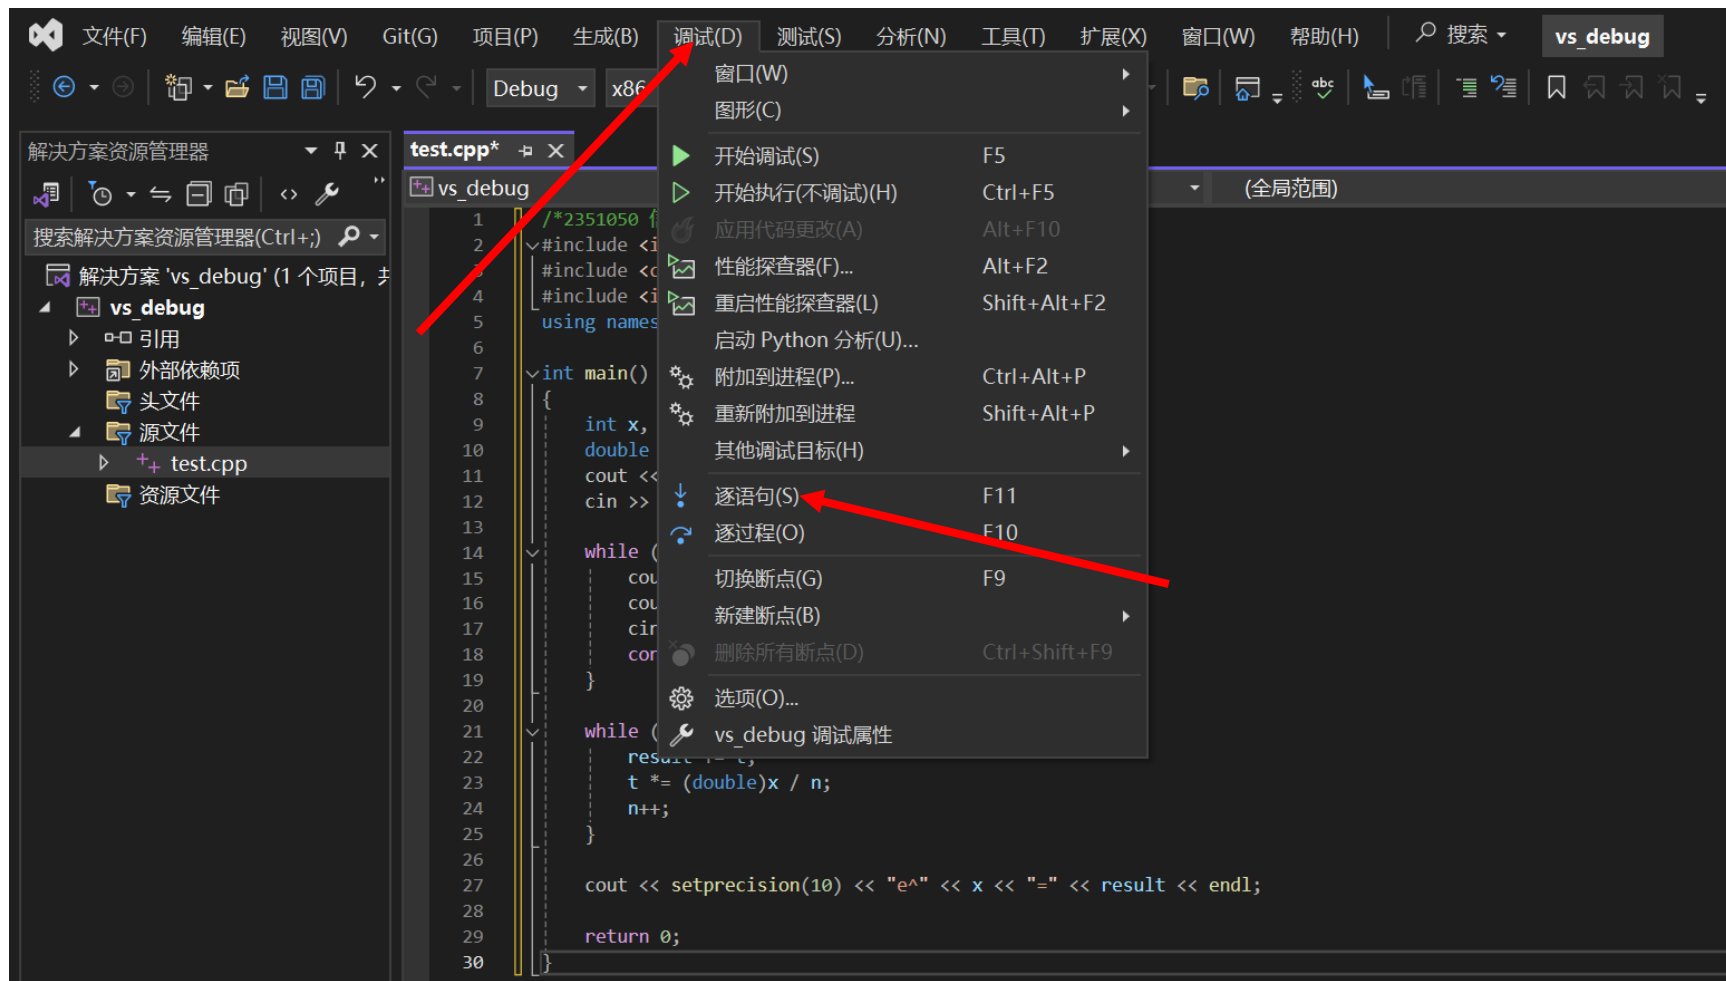 文件(F) 编辑(E) 视图(V) Git(G) 项目(P) 生成(B) 调试(D) 测试(S) 分析(N) 工具(T) 扩展(X) 窗口(W) 帮助(H) 搜索 vs_debug
Debug x86
解决方案资源管理器
搜索解决方案资源管理器(Ctrl+;)
解决方案 'vs_debug' (1 个项目,
vs_debug
引用
外部依赖项
头文件
源文件
test.cpp
资源文件
test.cpp*
vs_debug (全局范围)
窗口(W)
图形(C)
开始调试(S) F5
开始执行(不调试)(H) Ctrl+F5
应用代码更改(A) Alt+F10
性能探查器(F)... Alt+F2
重启性能探查器(L) Shift+Alt+F2
启动 Python 分析(U)...
附加到进程(P)... Ctrl+Alt+P
重新附加到进程 Shift+Alt+P
其他调试目标(H)
逐语句(S) F11
逐过程(O) F10
切换断点(G) F9
新建断点(B)
删除所有断点(D) Ctrl+Shift+F9
选项(O)...
vs_debug 调试属性
1 /*2351050
2 #include <i
3 #include <c
4 #include <i
5 using names
6
7 int main()
8 {
9 int x,
10 double
11 cout <<
12 cin >>
13
14 while (
15 cou
16 cou
17 cin
18 con
19 }
20
21 while (
22 result += t;
23 t *= (double)x / n;
24 n++;
25 }
26
27 cout << setprecision(10) << "e^" << x << "=" << result << endl;
28
29 return 0;
30 }